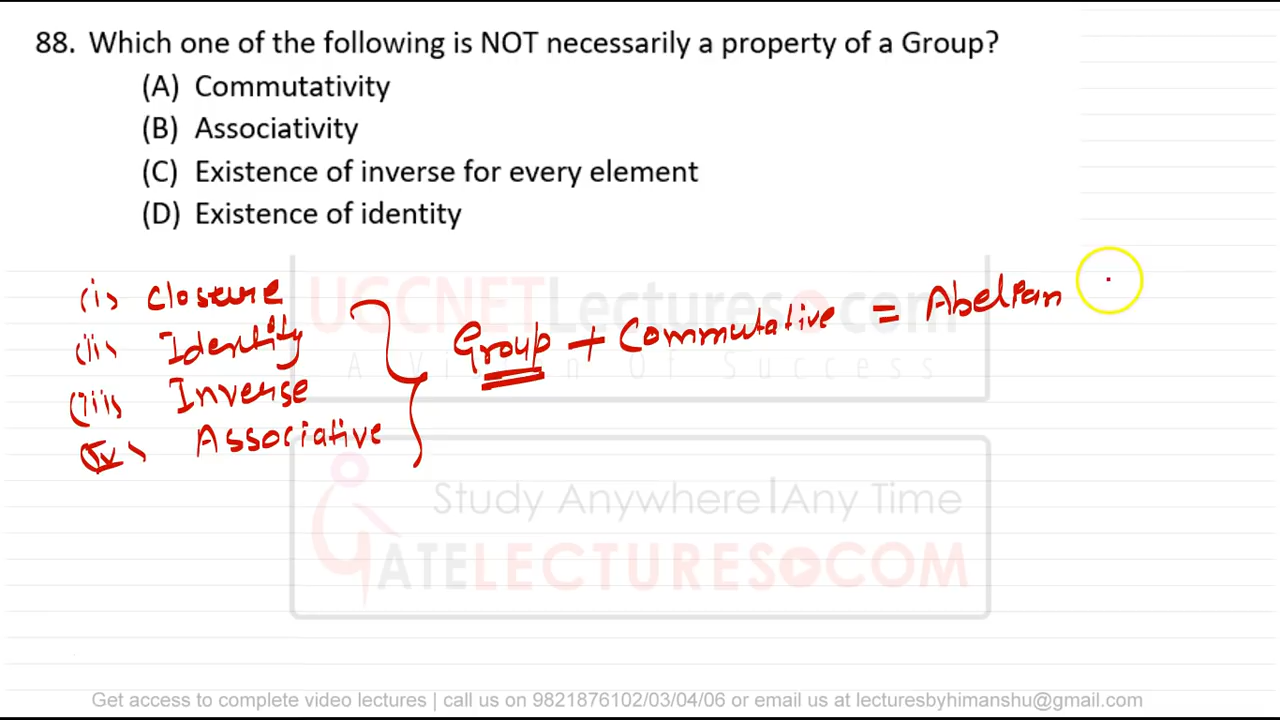 88. Which one of the following is NOT necessarily a property of a Group?
(A) Commutativity
(B) Associativity
(C) Existence of inverse for every element
(D) Existence of identity
(i) Closure
(ii) Identity
(iii) Inverse
(iv) Associative
Group + Commutative = Abelian
UGCNETLectures.com
A Vision Of Success
Study Anywhere|Any Time
GATELECTURES.COM
Get access to complete video lectures | call us on 9821876102/03/04/06 or email us at lecturesbyhimanshu@gmail.com